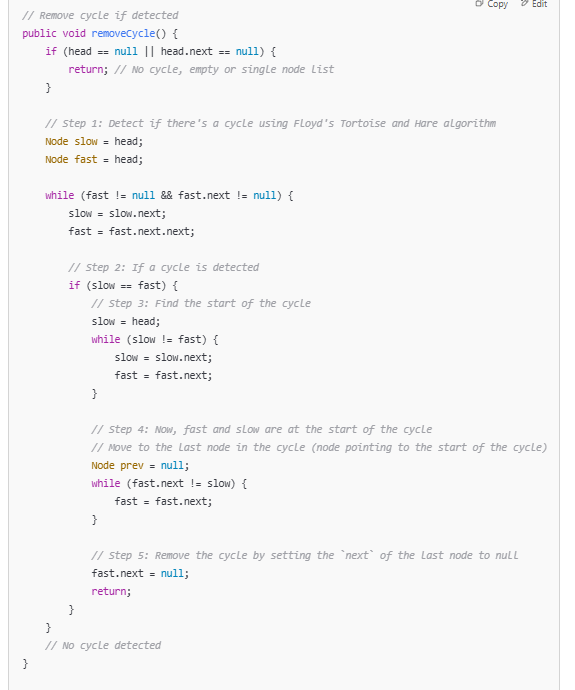 Copy Edit
// Remove cycle if detected
public void removeCycle() {
    if (head == null || head.next == null) {
        return; // No cycle, empty or single node list
    }

    // Step 1: Detect if there's a cycle using Floyd's Tortoise and Hare algorithm
    Node slow = head;
    Node fast = head;

    while (fast != null && fast.next != null) {
        slow = slow.next;
        fast = fast.next.next;

        // Step 2: If a cycle is detected
        if (slow == fast) {
            // Step 3: Find the start of the cycle
            slow = head;
            while (slow != fast) {
                slow = slow.next;
                fast = fast.next;
            }

            // Step 4: Now, fast and slow are at the start of the cycle
            // Move to the last node in the cycle (node pointing to the start of the cycle)
            Node prev = null;
            while (fast.next != slow) {
                fast = fast.next;
            }

            // Step 5: Remove the cycle by setting the `next` of the last node to null
            fast.next = null;
            return;
        }
    }
    // No cycle detected
}